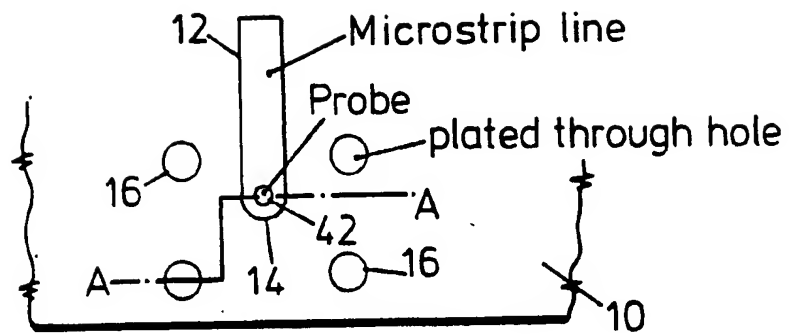 12
Microstrip line
Probe
plated through hole
16
A
42
A
14
16
10